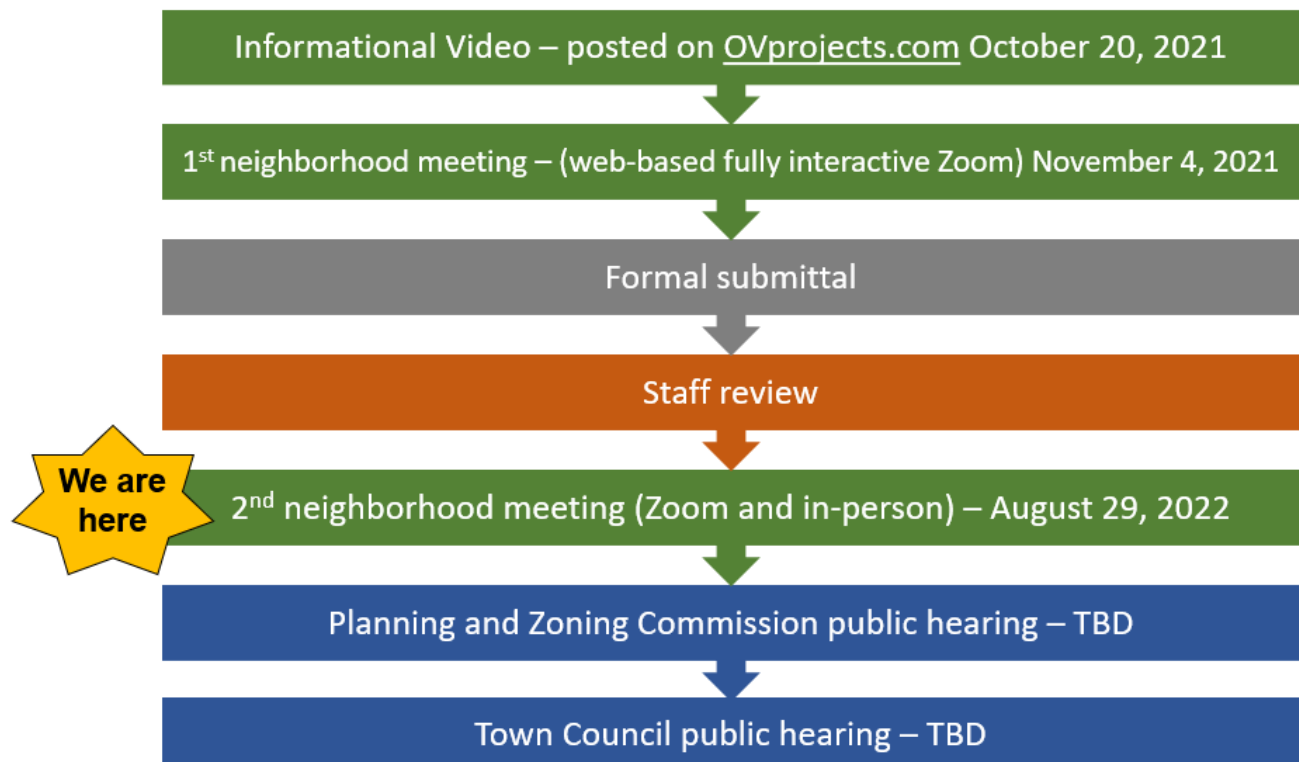 Informational Video – posted on OVprojects.com October 20, 2021
1st neighborhood meeting – (web-based fully interactive Zoom) November 4, 2021
Formal submittal
Staff review
We are
here
2nd neighborhood meeting (Zoom and in-person) – August 29, 2022
Planning and Zoning Commission public hearing – TBD
Town Council public hearing – TBD